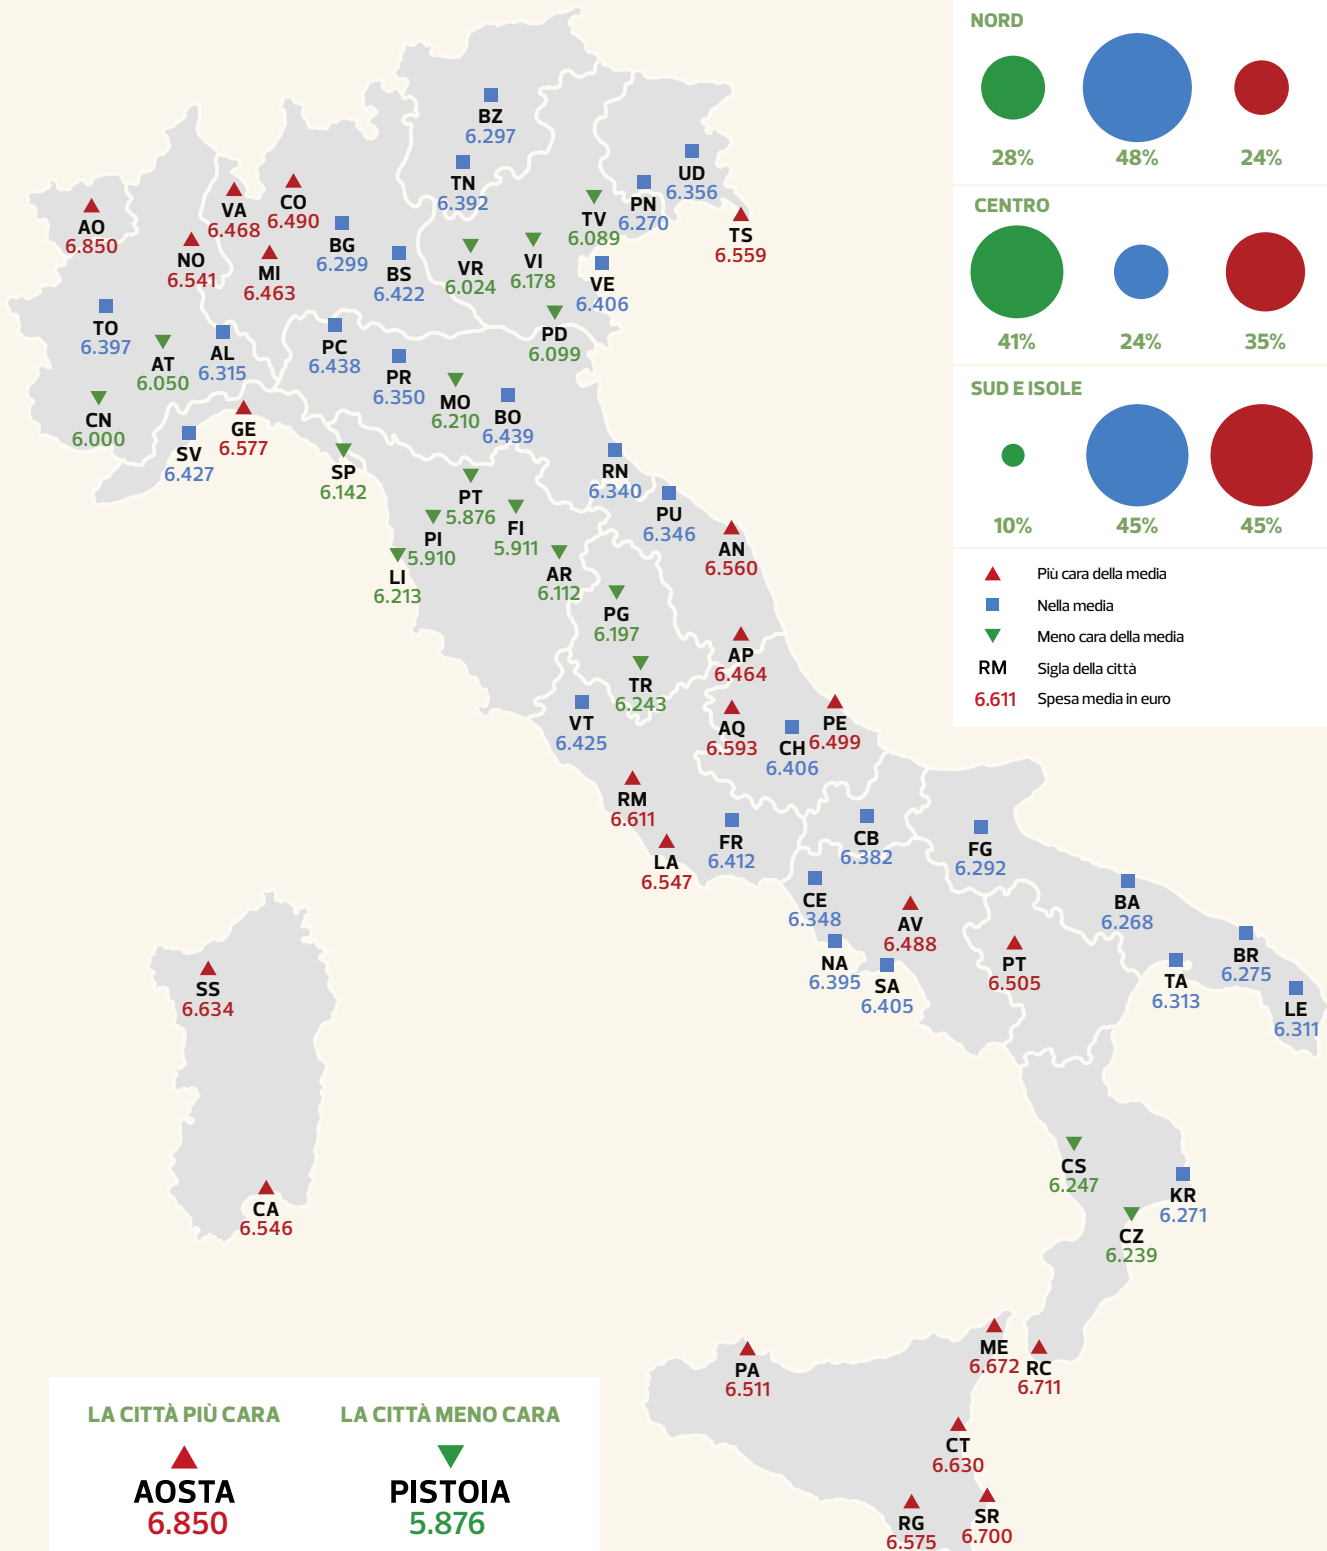 NORD
28%
48%
24%
CENTRO
41%
24%
35%
SUD E ISOLE
10%
45%
45%
Più cara della media
Nella media
Meno cara della media
RM Sigla della città
6.611 Spesa media in euro
BZ
6.297
TN
6.392
UD
6.356
PN
6.270
TV
6.089
TS
6.559
AO
6.850
VA
6.468
CO
6.490
NO
6.541
MI
6.463
BG
6.299
BS
6.422
VR
6.024
VI
6.178
VE
6.406
PD
6.099
TO
6.397
AT
6.050
AL
6.315
PC
6.438
PR
6.350
MO
6.210
BO
6.439
CN
6.000
SV
6.427
GE
6.577
SP
6.142
RN
6.340
PT
5.876
FI
5.911
PI
5.910
LI
6.213
AR
6.112
PU
6.346
AN
6.560
PG
6.197
AP
6.464
TR
6.243
VT
6.425
AQ
6.593
CH
6.406
PE
6.499
RM
6.611
LA
6.547
FR
6.412
CB
6.382
FG
6.292
CE
6.348
AV
6.488
NA
6.395
SA
6.405
PT
6.505
BA
6.268
TA
6.313
BR
6.275
LE
6.311
SS
6.634
CA
6.546
CS
6.247
KR
6.271
CZ
6.239
ME
6.672
RC
6.711
PA
6.511
CT
6.630
RG
6.575
SR
6.700
LA CITTÀ PIÙ CARA
AOSTA
6.850
LA CITTÀ MENO CARA
PISTOIA
5.876